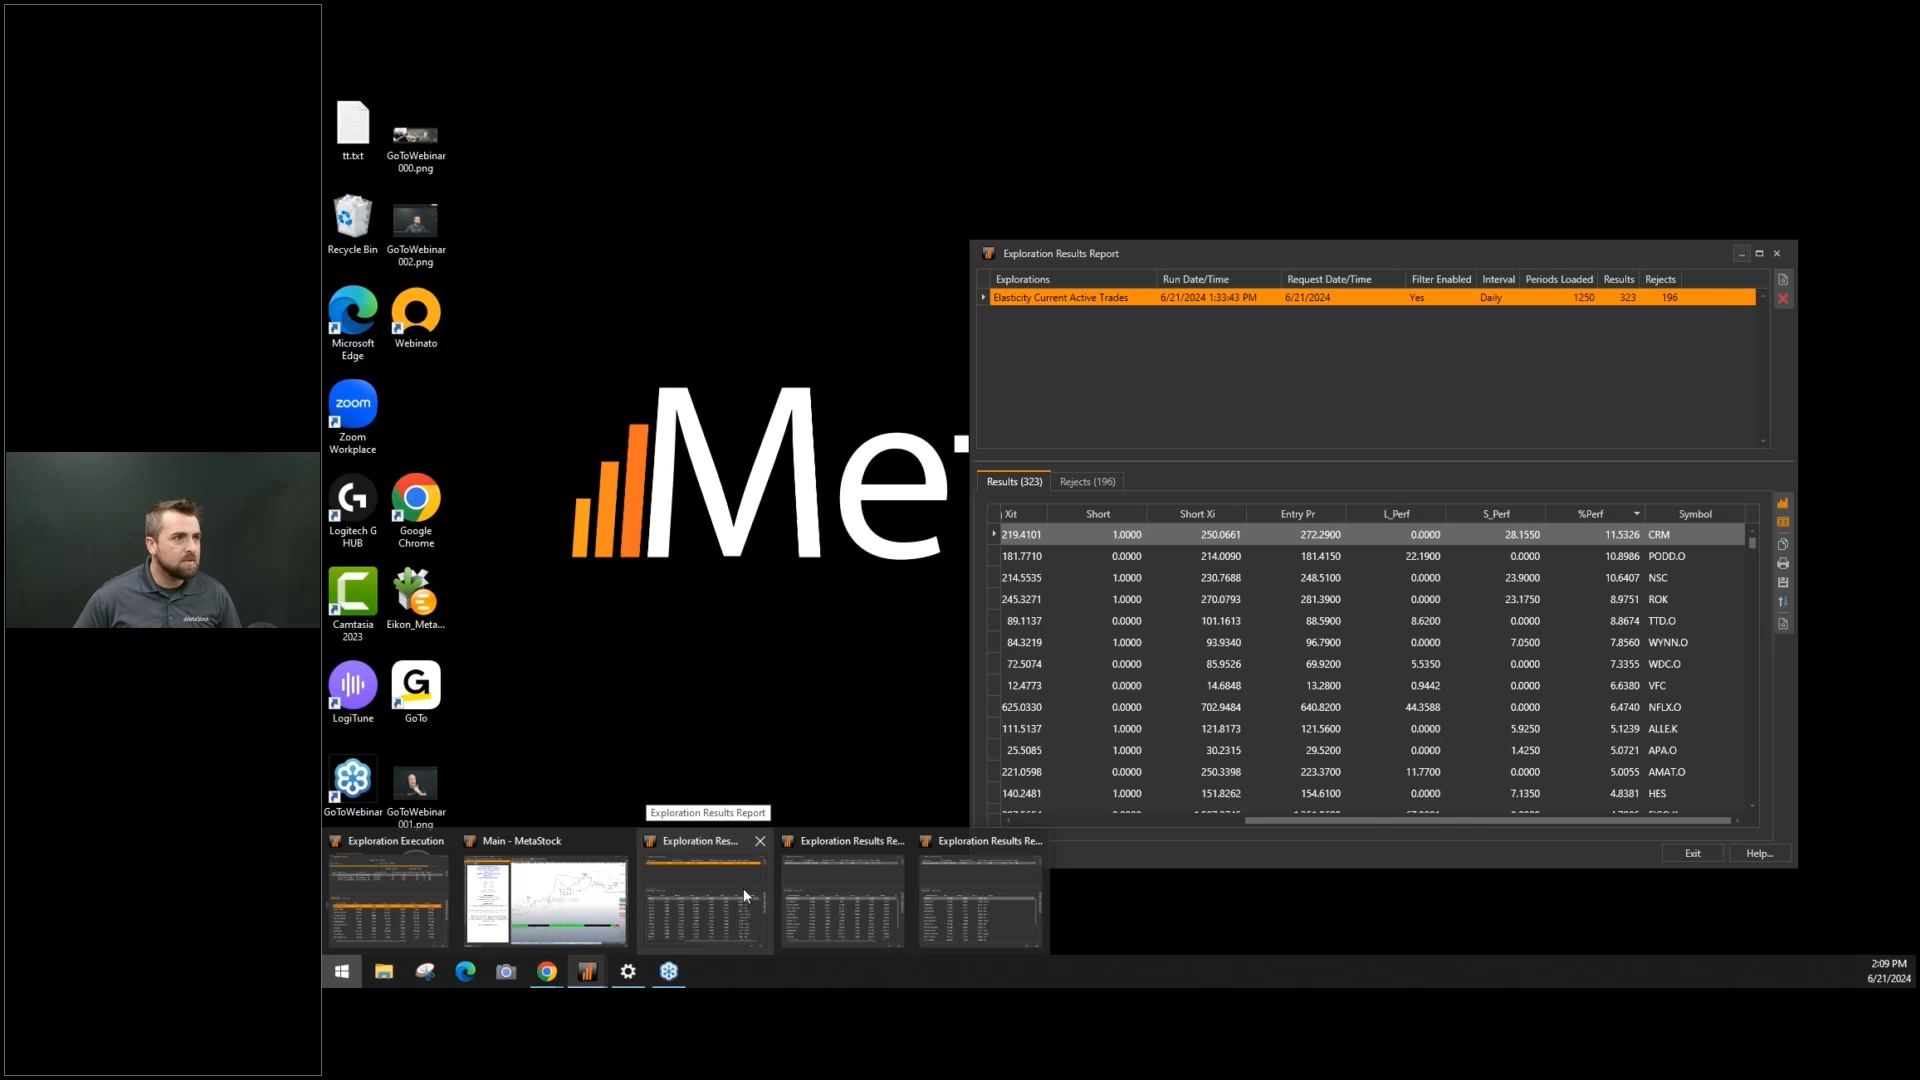 tt.txt
GoToWebinar 000.png
Recycle Bin
GoToWebinar 002.png
Microsoft Edge
Webinato
zoom
Zoom Workplace
Logitech G HUB
Google Chrome
Camtasia 2023
Eikon_Meta...
LogiTune
GoTo
GoToWebinar
GoToWebinar 001.png
Me
MetaStock
Exploration Results Report
Explorations Run Date/Time Request Date/Time Filter Enabled Interval Periods Loaded Results Rejects
Elasticity Current Active Trades 6/21/2024 1:33:43 PM 6/21/2024 Yes Daily 1250 323 196
Results (323) Rejects (196)
Xit Short Short Xi Entry Pr L_Perf S_Perf %Perf Symbol
219.4101 1.0000 250.0661 272.2900 0.0000 28.1550 11.5326 CRM
181.7710 0.0000 214.0090 181.4150 22.1900 0.0000 10.8986 PODD.O
214.5535 1.0000 230.7688 248.5100 0.0000 23.9000 10.6407 NSC
245.3271 1.0000 270.0793 281.3900 0.0000 23.1750 8.9751 ROK
89.1137 0.0000 101.1613 88.5900 8.6200 0.0000 8.8674 TTD.O
84.3219 1.0000 93.9340 96.7900 0.0000 7.0500 7.8560 WYNN.O
72.5074 0.0000 85.9526 69.9200 5.5350 0.0000 7.3355 WDC.O
12.4773 0.0000 14.6848 13.2800 0.9442 0.0000 6.6380 VFC
625.0330 0.0000 702.9484 640.8200 44.3588 0.0000 6.4740 NFLX.O
111.5137 1.0000 121.8173 121.5600 0.0000 5.9250 5.1239 ALLE.K
25.5085 1.0000 30.2315 29.5200 0.0000 1.4250 5.0721 APA.O
221.0598 0.0000 250.3398 223.3700 11.7700 0.0000 5.0055 AMAT.O
140.2481 1.0000 151.8262 154.6100 0.0000 7.1350 4.8381 HES
Exit Help...
Exploration Results Report
Exploration Execution
Main - MetaStock
Exploration Res...
Exploration Results Re...
Exploration Results Re...
2:09 PM
6/21/2024